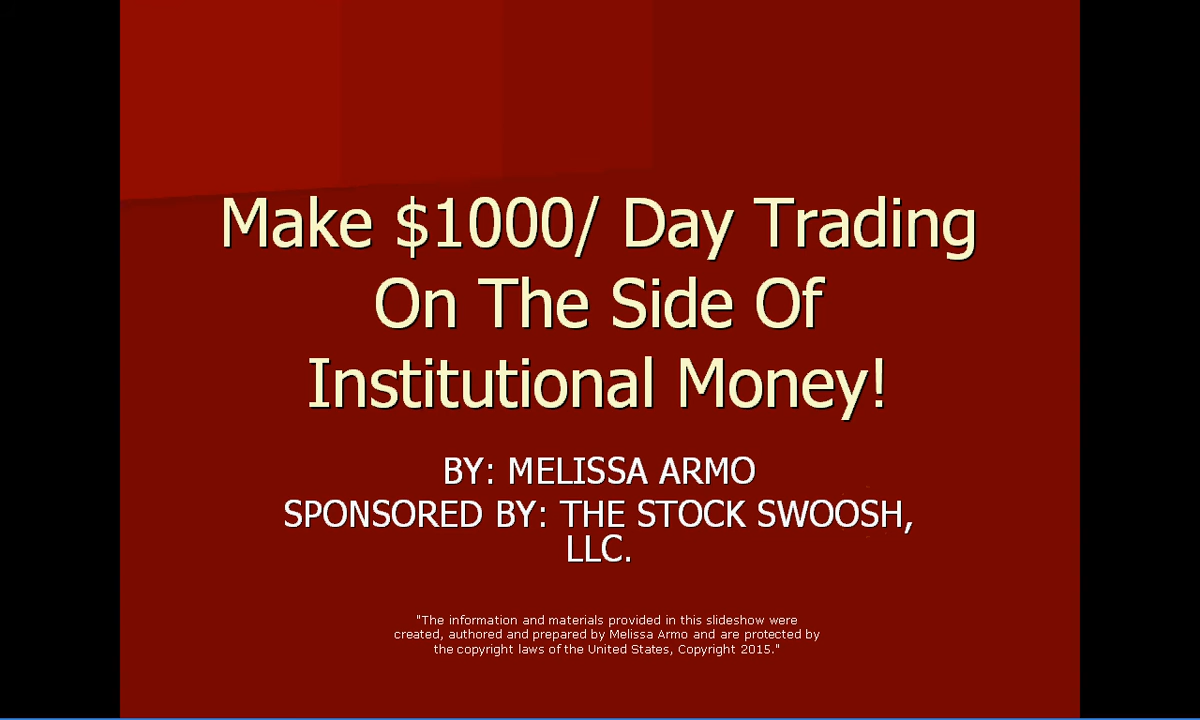 Make $1000/ Day Trading
On The Side Of
Institutional Money!
BY: MELISSA ARMO
SPONSORED BY: THE STOCK SWOOSH,
LLC.
"The information and materials provided in this slideshow were
created, authored and prepared by Melissa Armo and are protected by
the copyright laws of the United States, Copyright 2015."